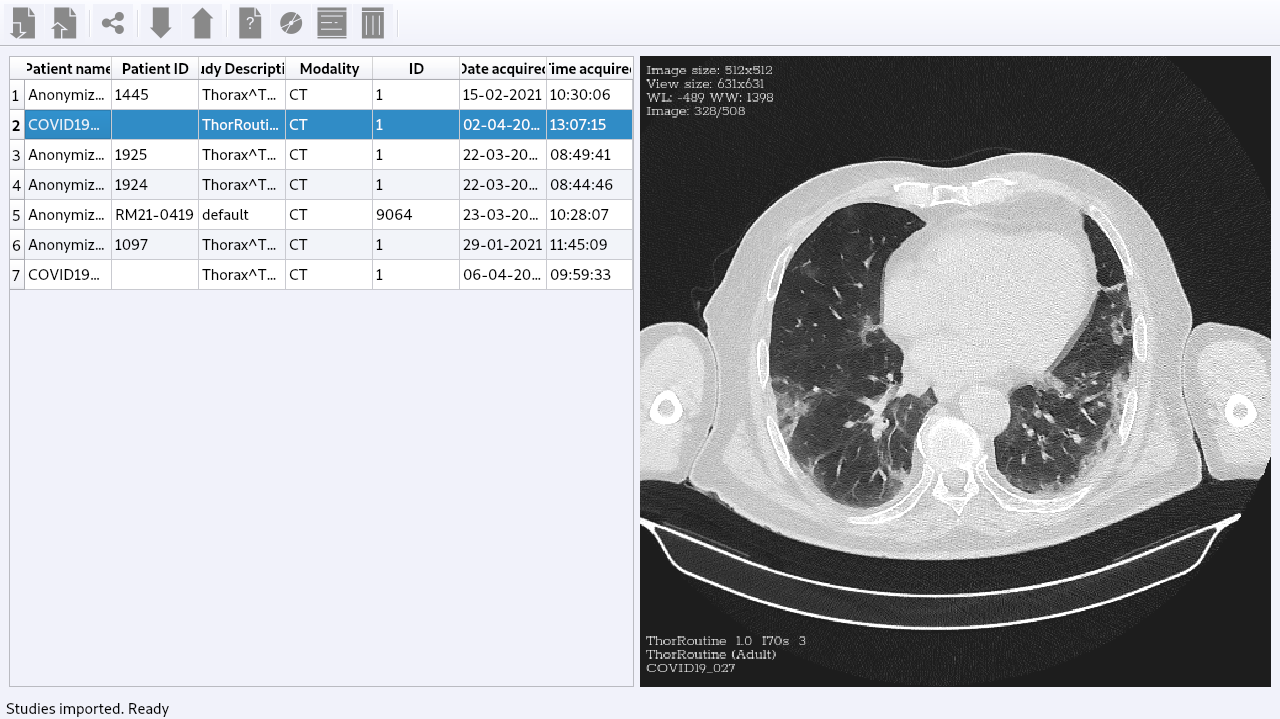 ?
Patient name Patient ID udy Descripti Modality ID Date acquired Time acquired
1 Anonymiz... 1445 Thorax^T... CT 1 15-02-2021 10:30:06
2 COVID19... ThorRouti... CT 1 02-04-20... 13:07:15
3 Anonymiz... 1925 Thorax^T... CT 1 22-03-20... 08:49:41
4 Anonymiz... 1924 Thorax^T... CT 1 22-03-20... 08:44:46
5 Anonymiz... RM21-0419 default CT 9064 23-03-20... 10:28:07
6 Anonymiz... 1097 Thorax^T... CT 1 29-01-2021 11:45:09
7 COVID19... Thorax^T... CT 1 06-04-20... 09:59:33
Image size: 512x512
View size: 631x631
WL: -489 WW: 1398
Image: 328/508
ThorRoutine 1.0 I70s 3
ThorRoutine (Adult)
COVID19_027
Studies imported. Ready